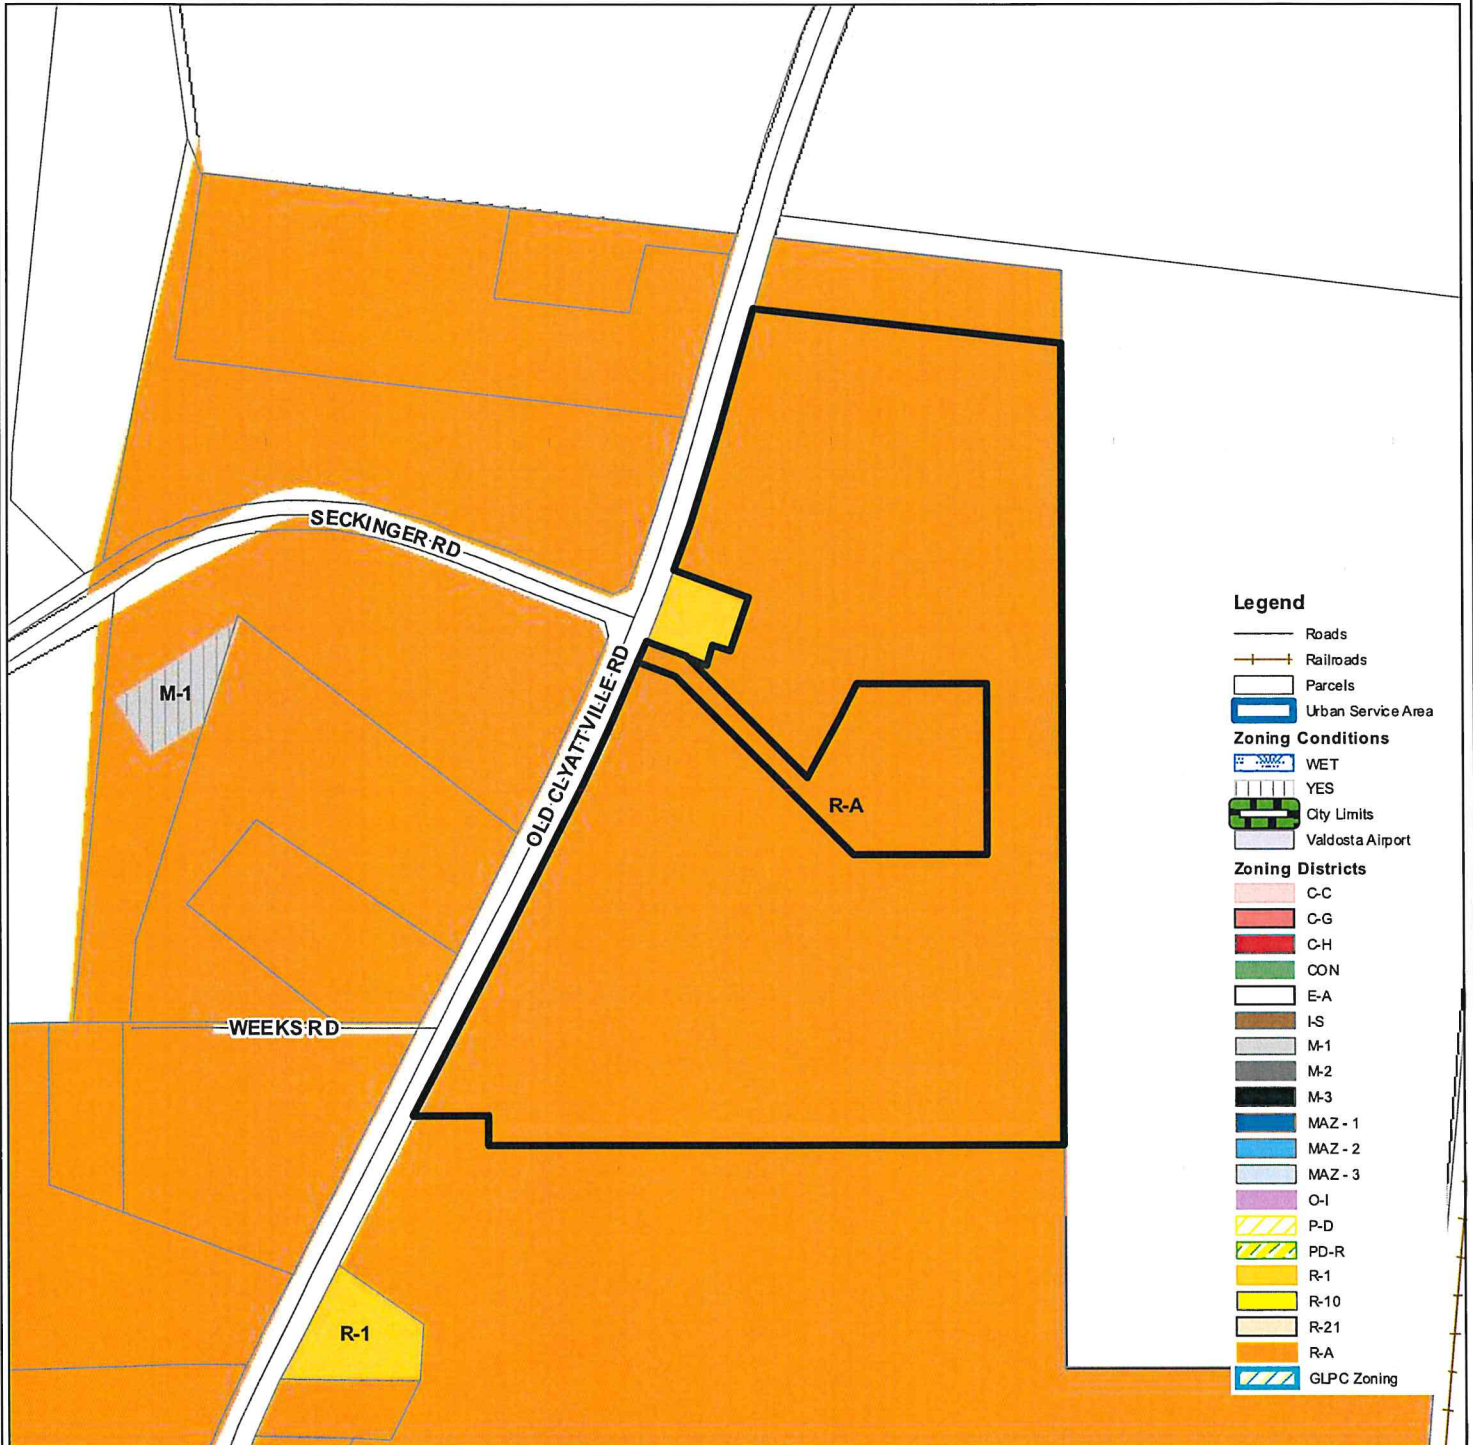 SECKINGER RD
M-1
OLD CLYATTVILLE RD
R-A
WEEKS RD
R-1
Legend
Roads
Railroads
Parcels
Urban Service Area
Zoning Conditions
WET
YES
City Limits
Valdosta Airport
Zoning Districts
C-C
C-G
C-H
CON
E-A
I-S
M-1
M-2
M-3
MAZ - 1
MAZ - 2
MAZ - 3
O-I
P-D
PD-R
R-1
R-10
R-21
R-A
GLPC Zoning